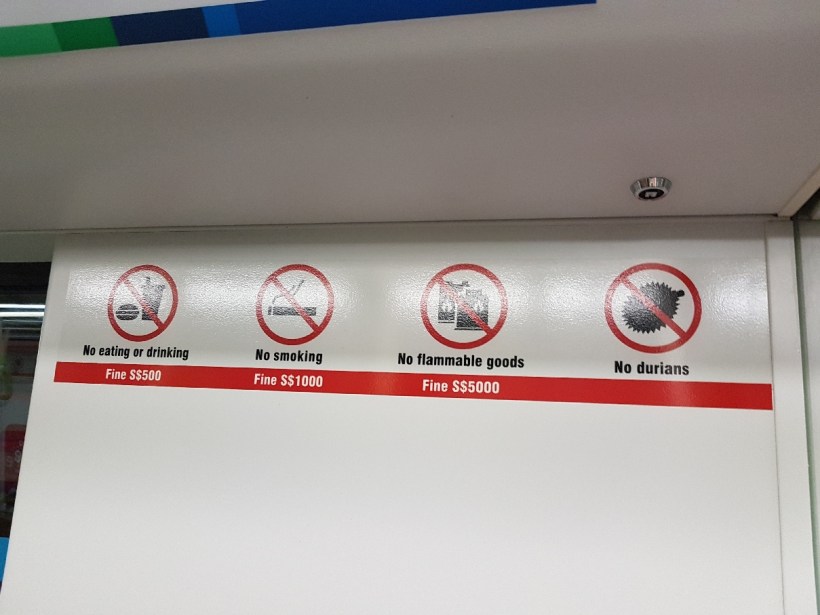 No eating or drinking
Fine S$500
No smoking
Fine S$1000
No flammable goods
Fine S$5000
No durians